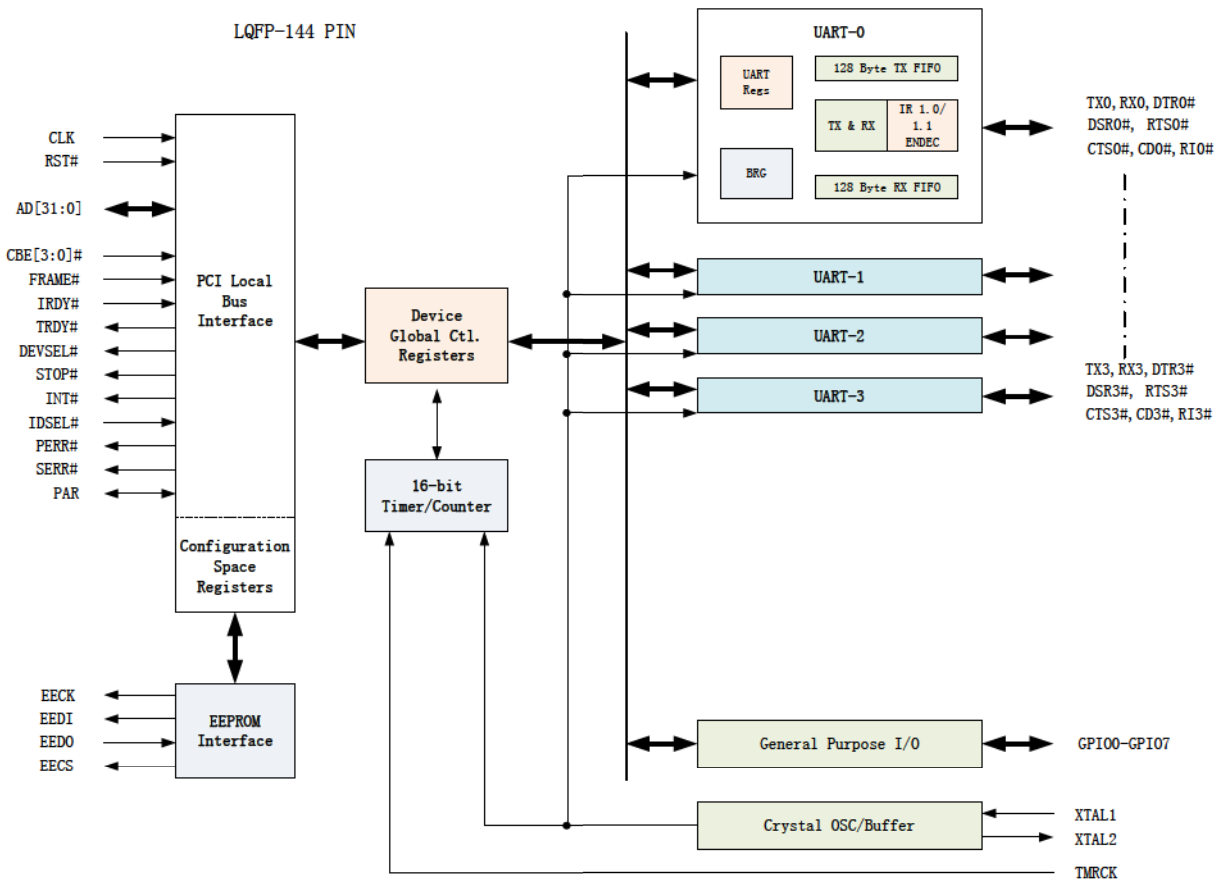 LQFP-144 PIN
CLK
RST#
AD[31:0]
CBE[3:0]#
FRAME#
IRDY#
TRDY#
DEVSEL#
STOP#
INT#
IDSEL#
PERR#
SERR#
PAR
PCI Local
Bus
Interface
Configuration
Space
Registers
EECK
EEDI
EEDO
EECS
EEPROM
Interface
Device
Global Ctl.
Registers
16-bit
Timer/Counter
UART-0
UART
Regs
BRG
128 Byte TX FIFO
TX & RX
IR 1.0/
1.1
ENDEC
128 Byte RX FIFO
TX0, RX0, DTR0#
DSR0#, RTS0#
CTS0#, CD0#, RI0#
UART-1
UART-2
UART-3
TX3, RX3, DTR3#
DSR3#, RTS3#
CTS3#, CD3#, RI3#
General Purpose I/O
GPIO0-GPIO7
Crystal OSC/Buffer
XTAL1
XTAL2
TMRCK